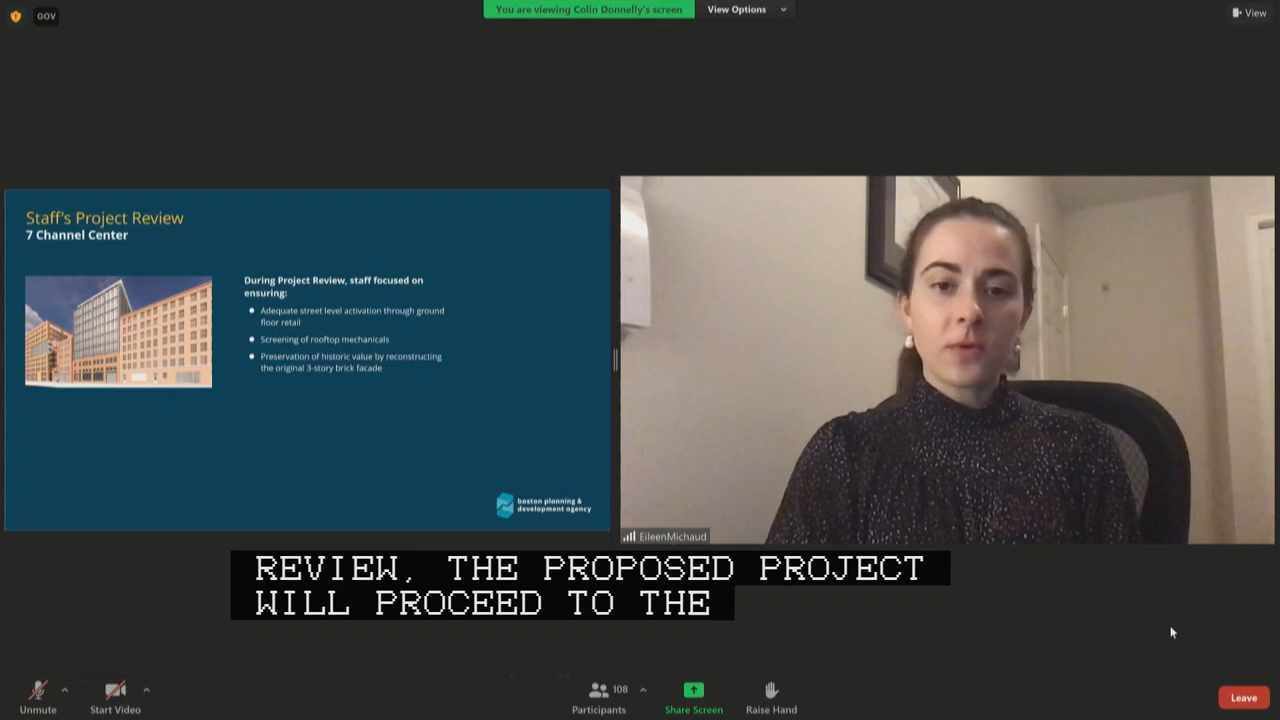 GOV
You are viewing Colin Donnelly's screen
View Options
View
Staff's Project Review
7 Channel Center
During Project Review, staff focused on
ensuring:
Adequate street level activation through ground
floor retail
Screening of rooftop mechanicals
Preservation of historic value by reconstructing
the original 3-story brick facade
boston planning &
development agency
EileenMichaud
REVIEW, THE PROPOSED PROJECT
WILL PROCEED TO THE
Unmute
Start Video
108
Participants
Share Screen
Raise Hand
Leave